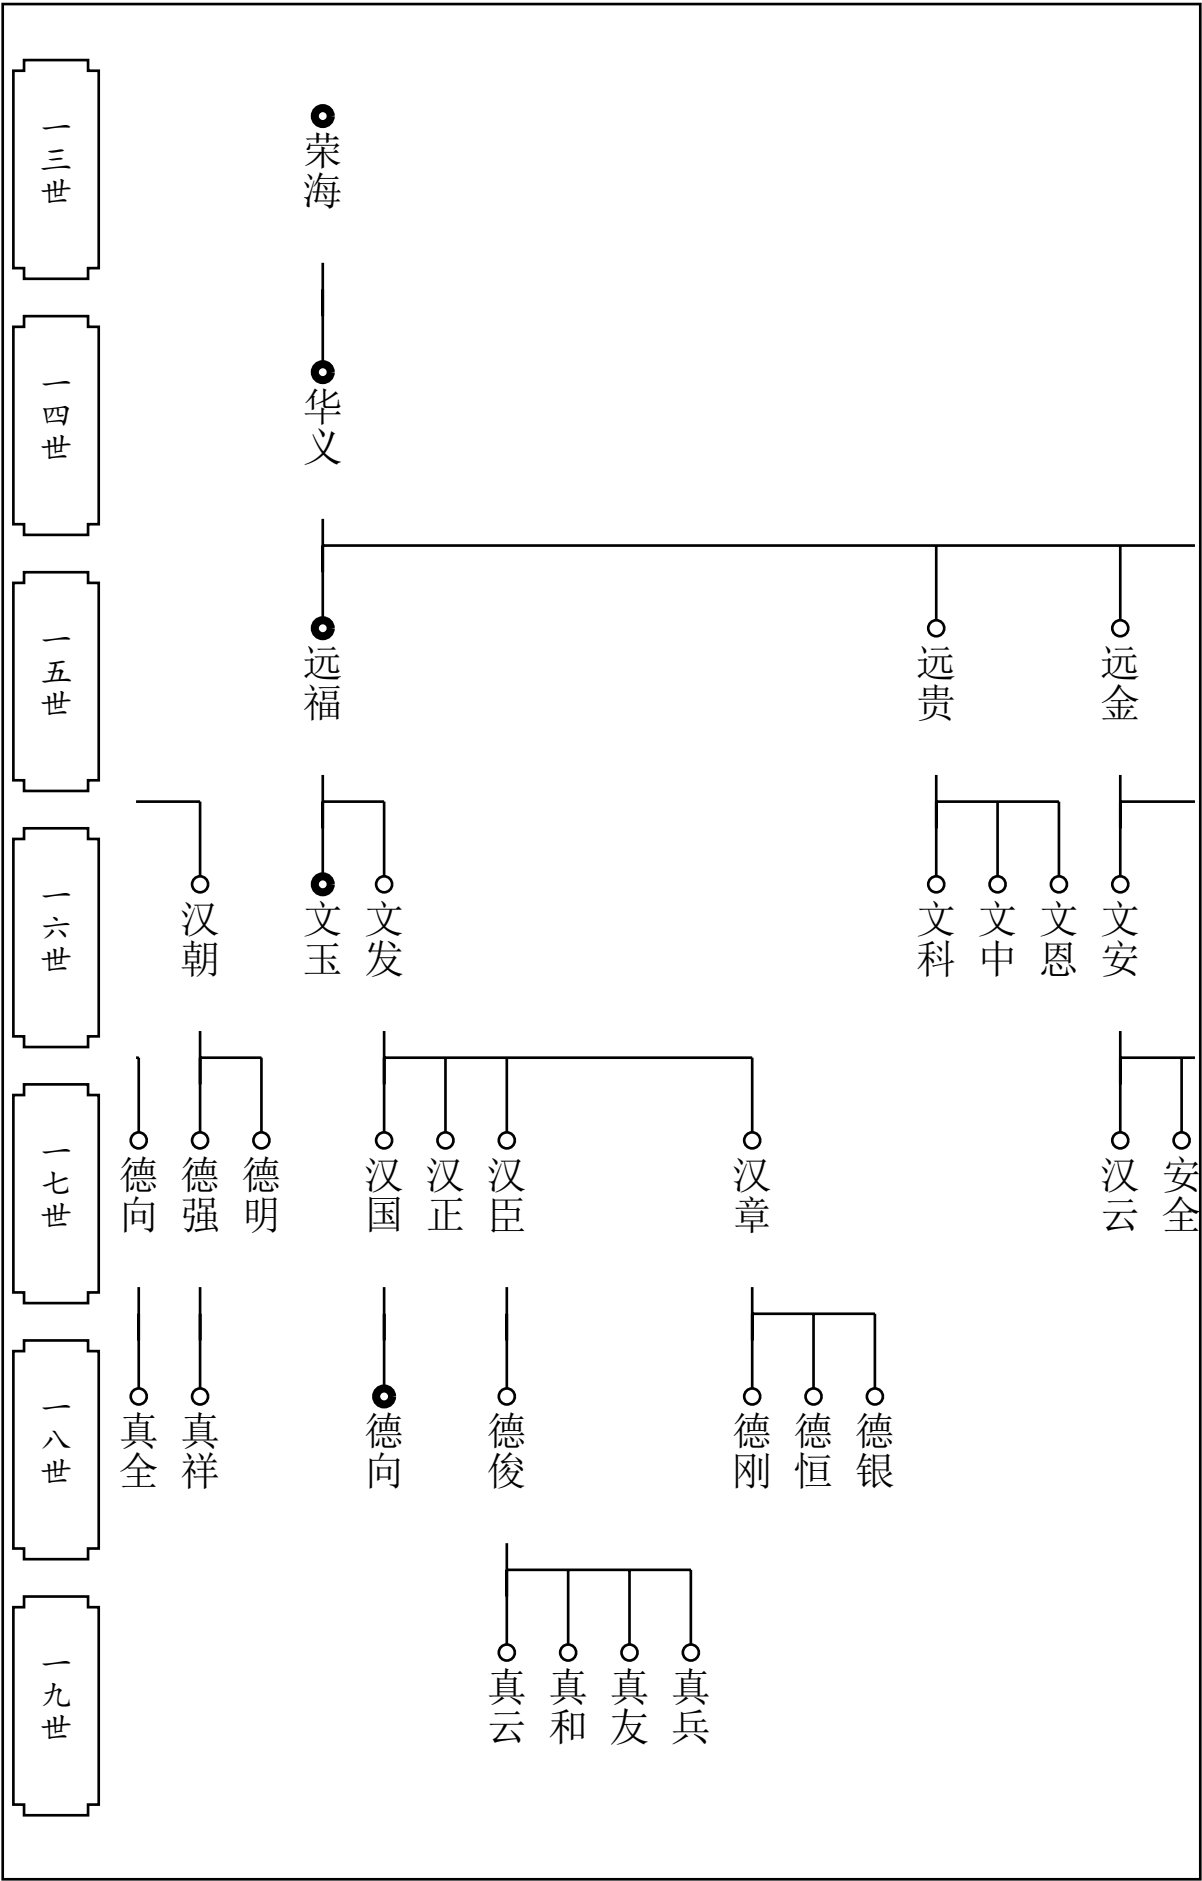 一三世
荣海
一四世
华义
一五世
远福
远贵
远金
一六世
汉朝
文玉
文发
文科
文中
文恩
文安
一七世
德向
德强
德明
汉国
汉正
汉臣
汉章
汉云
安全
一八世
真全
真祥
德向
德俊
德刚
德恒
德银
一九世
真云
真和
真友
真兵